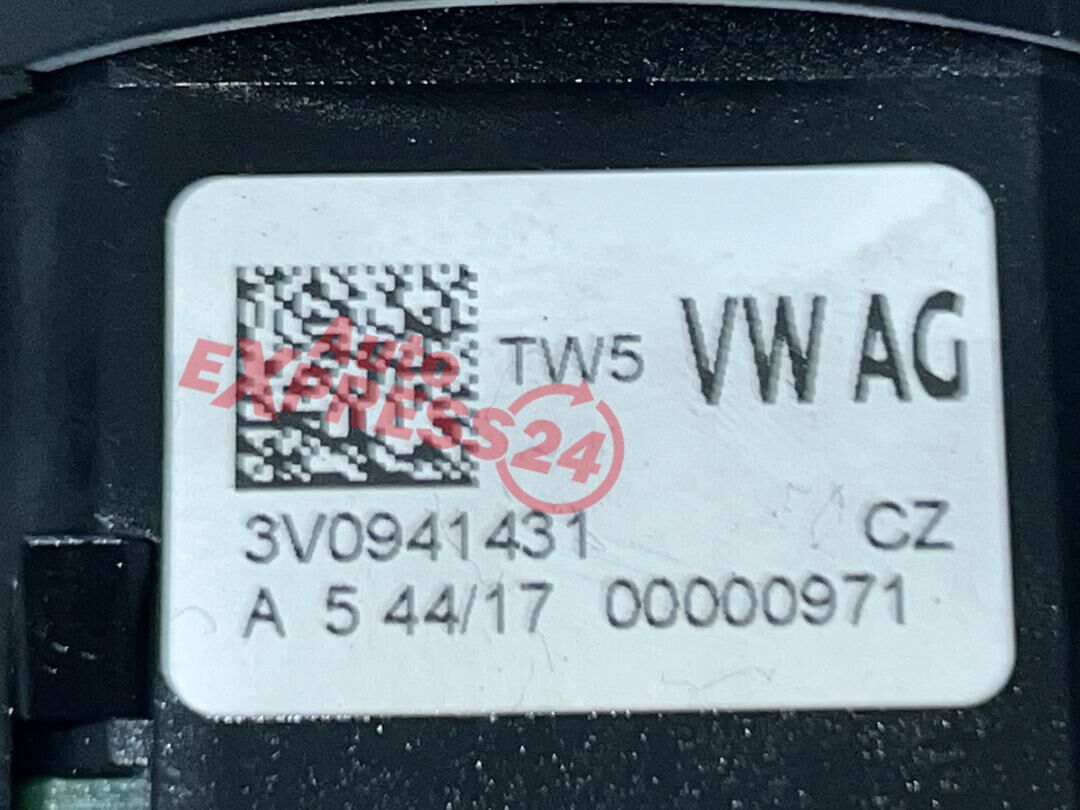 TW5 VW AG
Auto
EXPRESS24
3V0941431 CZ
A 5 44/17 00000971